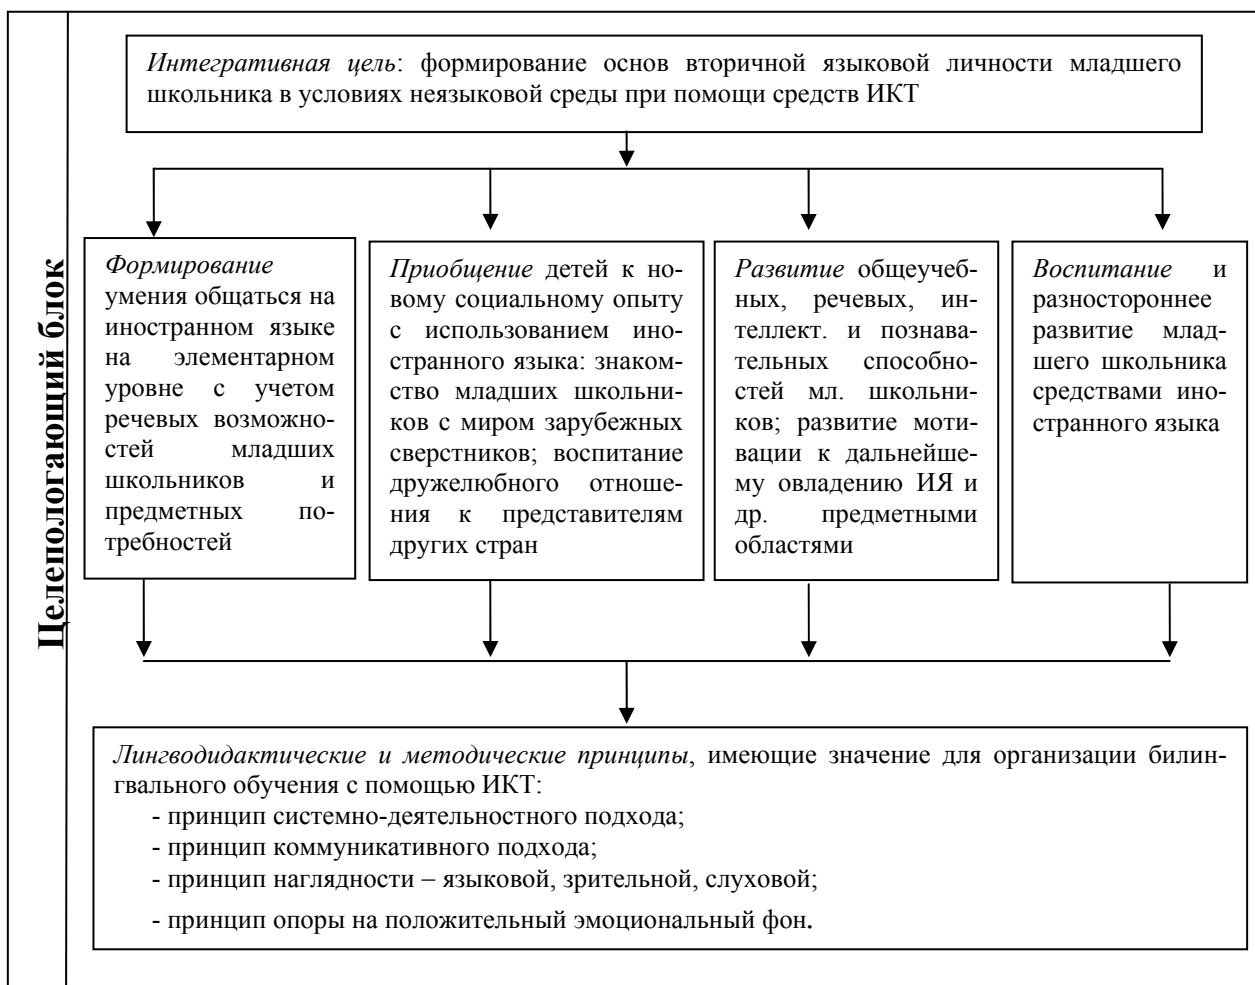 Целепологающий блок
Интегративная цель: формирование основ вторичной языковой личности младшего
школьника в условиях неязыковой среды при помощи средств ИКТ
Формирование
умения общаться на
иностранном языке
на элементарном
уровне с учетом
речевых возможно-
стей младших
школьников и
предметных по-
требностей
Приобщение детей к но-
вому социальному опыту
с использованием ино-
странного языка: знаком-
ство младших школьни-
ков с миром зарубежных
сверстников; воспитание
дружелюбного отноше-
ния к представителям
других стран
Развитие общеучеб-
ных, речевых, ин-
теллект. и познава-
тельных способно-
стей мл. школьни-
ков; развитие моти-
вации к дальнейше-
му овладению ИЯ и
др. предметными
областями
Воспитание и
разностороннее
развитие млад-
шего школьника
средствами ино-
странного языка
Лингводидактические и методические принципы, имеющие значение для организации билин-
гвального обучения с помощью ИКТ:
- принцип системно-деятельностного подхода;
- принцип коммуникативного подхода;
- принцип наглядности – языковой, зрительной, слуховой;
- принцип опоры на положительный эмоциональный фон.